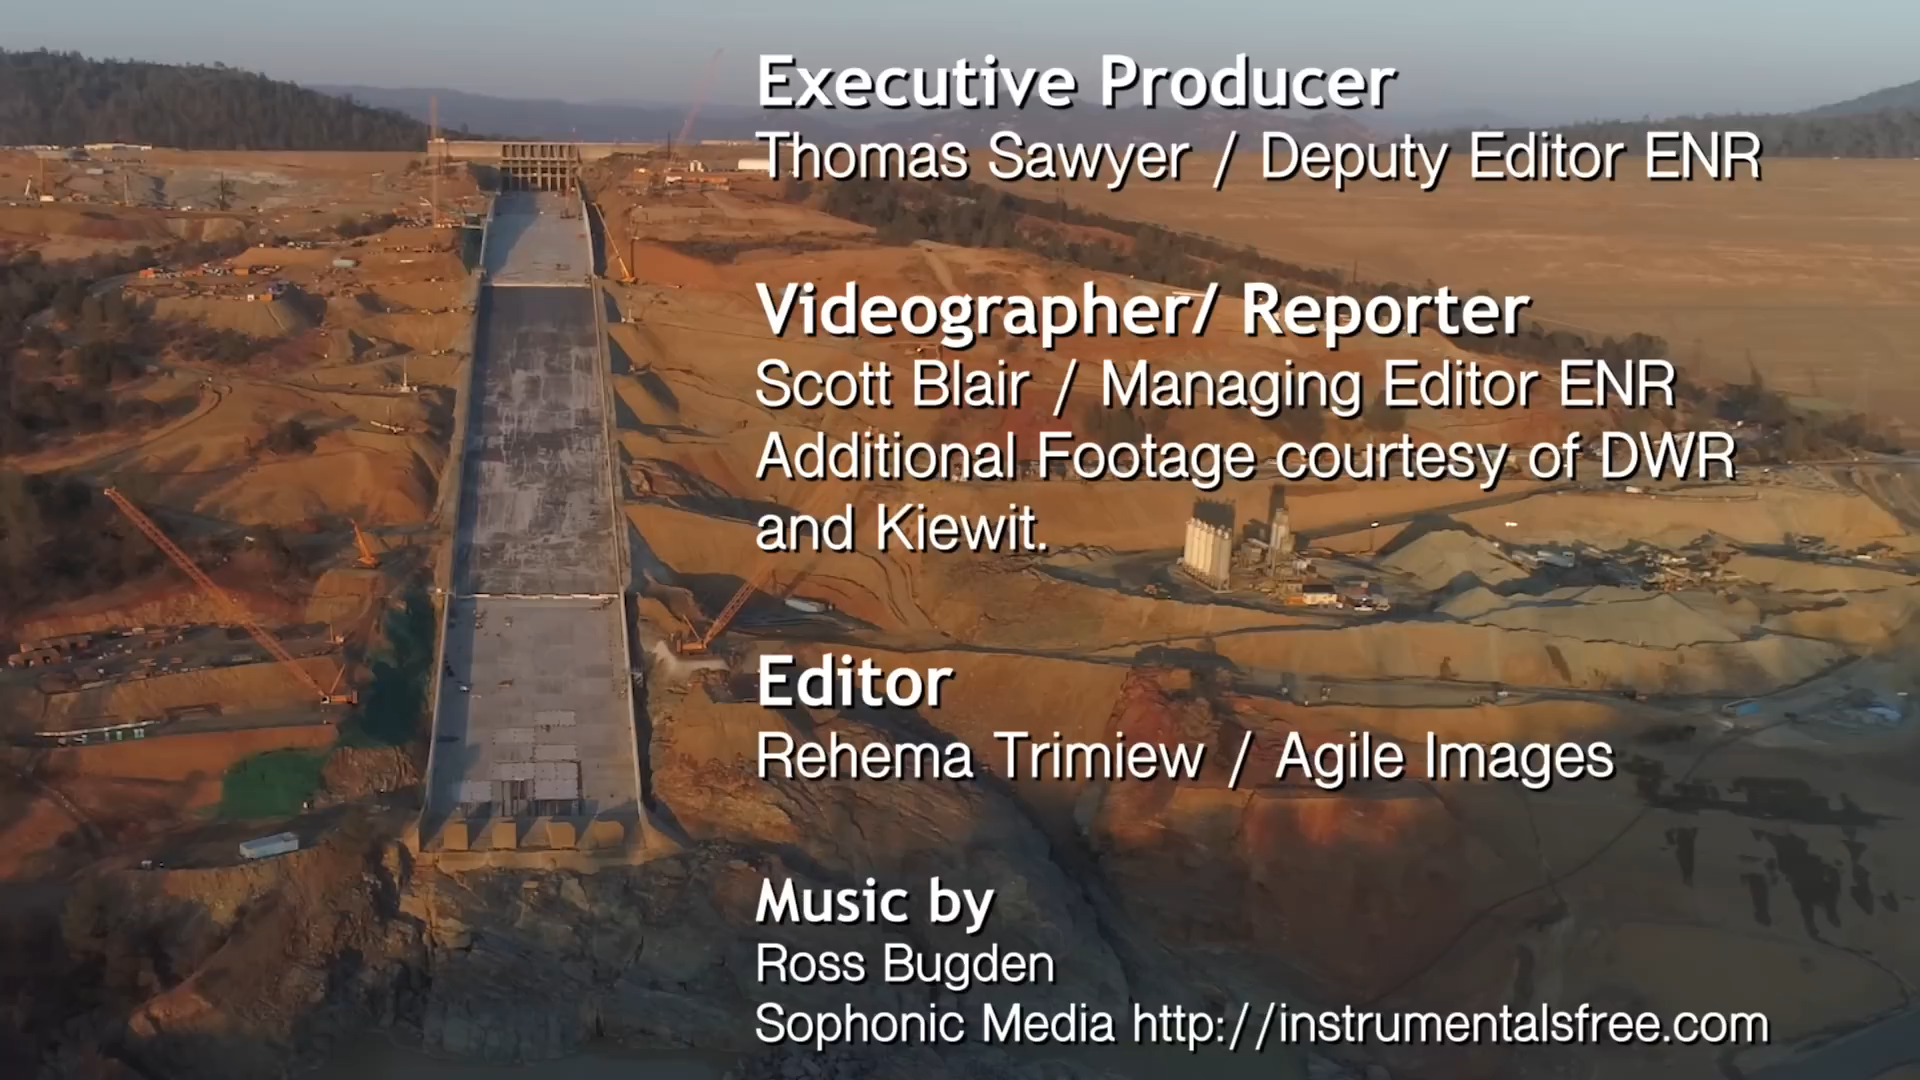 Executive Producer
Thomas Sawyer / Deputy Editor ENR
Videographer/ Reporter
Scott Blair / Managing Editor ENR
Additional Footage courtesy of DWR
and Kiewit.
Editor
Rehema Trimiew / Agile Images
Music by
Ross Bugden
Sophonic Media http://instrumentalsfree.com